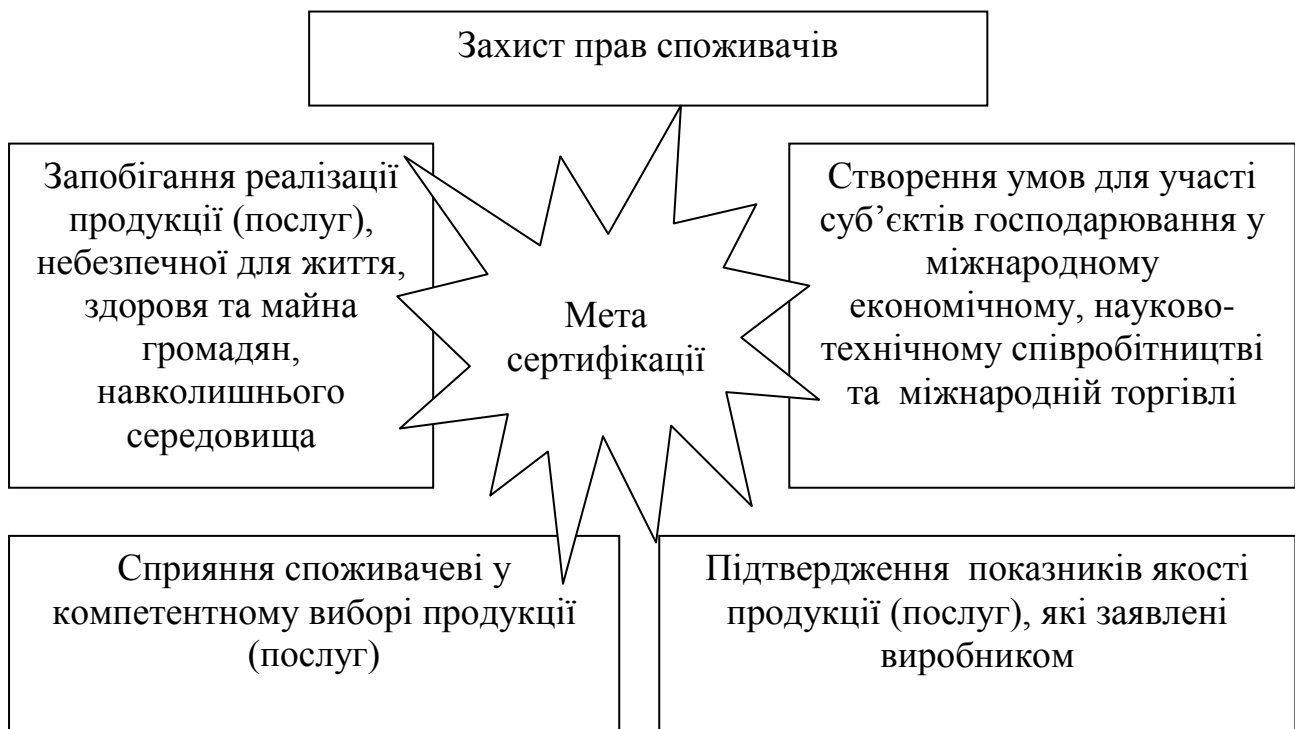 Захист прав споживачів
Запобігання реалізації
продукції (послуг),
небезпечної для життя,
здоровя та майна
громадян,
навколишнього
середовища
Мета
сертифікації
Створення умов для участі
суб’єктів господарювання у
міжнародному
економічному, науково-
технічному співробітництві
та  міжнародній торгівлі
Сприяння споживачеві у
компетентному виборі продукції
(послуг)
Підтвердження  показників якості
продукції (послуг), які заявлені
виробником